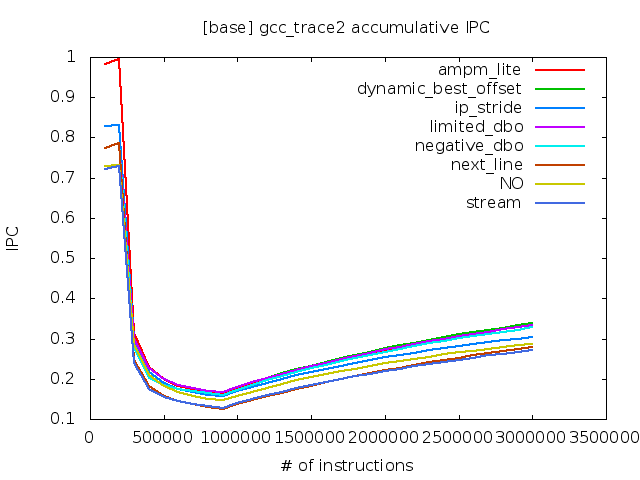 [base] gcc_trace2 accumulative IPC
1
0.9
0.8
0.7
0.6
0.5
0.4
0.3
0.2
0.1
IPC
ampm_lite
dynamic_best_offset
ip_stride
limited_dbo
negative_dbo
next_line
NO
stream
0 500000 1000000 1500000 2000000 2500000 3000000 3500000
# of instructions